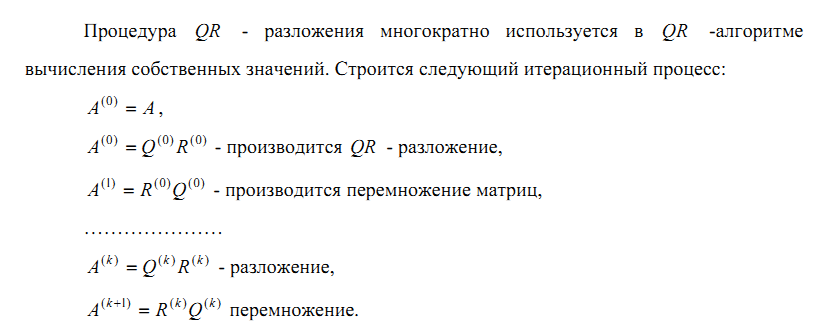 Процедура QR - разложения многократно используется в QR -алгоритме
вычисления собственных значений. Строится следующий итерационный процесс:
A⁽⁰⁾ = A,
A⁽⁰⁾ = Q⁽⁰⁾R⁽⁰⁾ - производится QR - разложение,
A⁽¹⁾ = R⁽⁰⁾Q⁽⁰⁾ - производится перемножение матриц,
…………………
A⁽ᵏ⁾ = Q⁽ᵏ⁾R⁽ᵏ⁾ - разложение,
A⁽ᵏ⁺¹⁾ = R⁽ᵏ⁾Q⁽ᵏ⁾ перемножение.